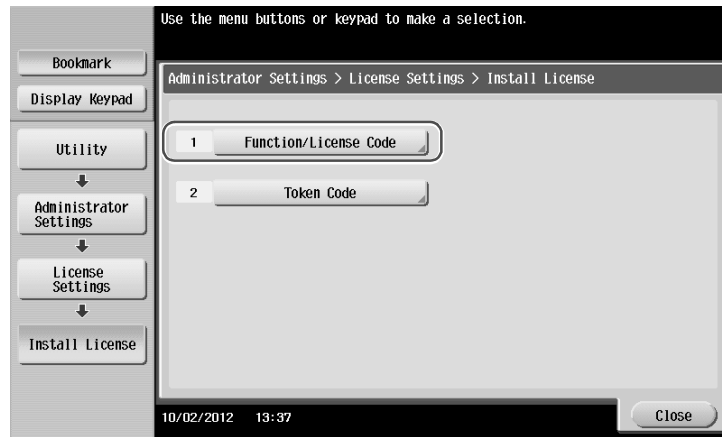 Use the menu buttons or keypad to make a selection.
Bookmark
Display Keypad
Utility
Administrator
Settings
License
Settings
Install License
Administrator Settings > License Settings > Install License
1 Function/License Code
2 Token Code
10/02/2012 13:37
Close